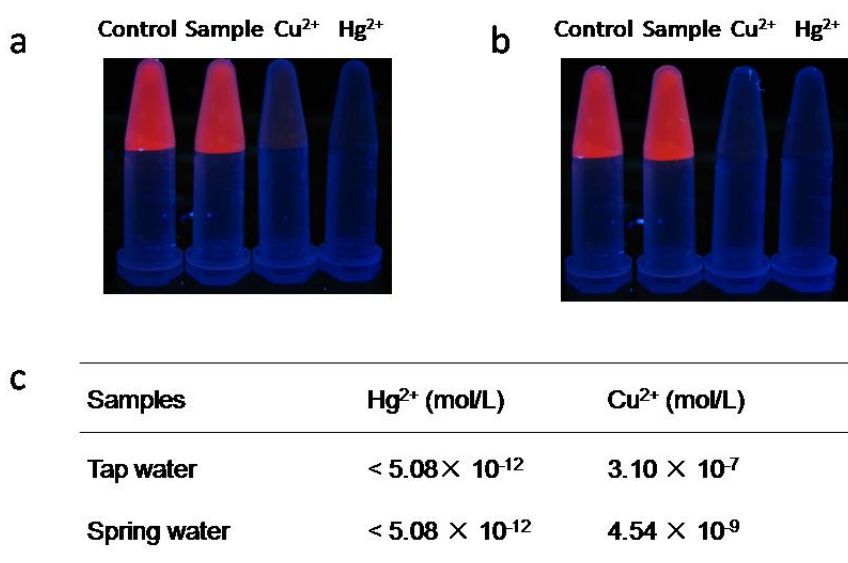 a Control Sample Cu²⁺ Hg²⁺ b Control Sample Cu²⁺ Hg²⁺
c
Samples Hg²⁺ (mol/L) Cu²⁺ (mol/L)
Tap water < 5.08× 10⁻¹² 3.10 × 10⁻⁷
Spring water < 5.08 × 10⁻¹² 4.54 × 10⁻⁹